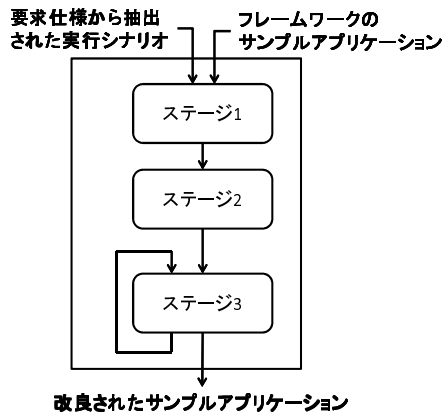 要求仕様から抽出
された実行シナリオ
フレームワークの
サンプルアプリケーション
ステージ1
ステージ2
ステージ3
改良されたサンプルアプリケーション